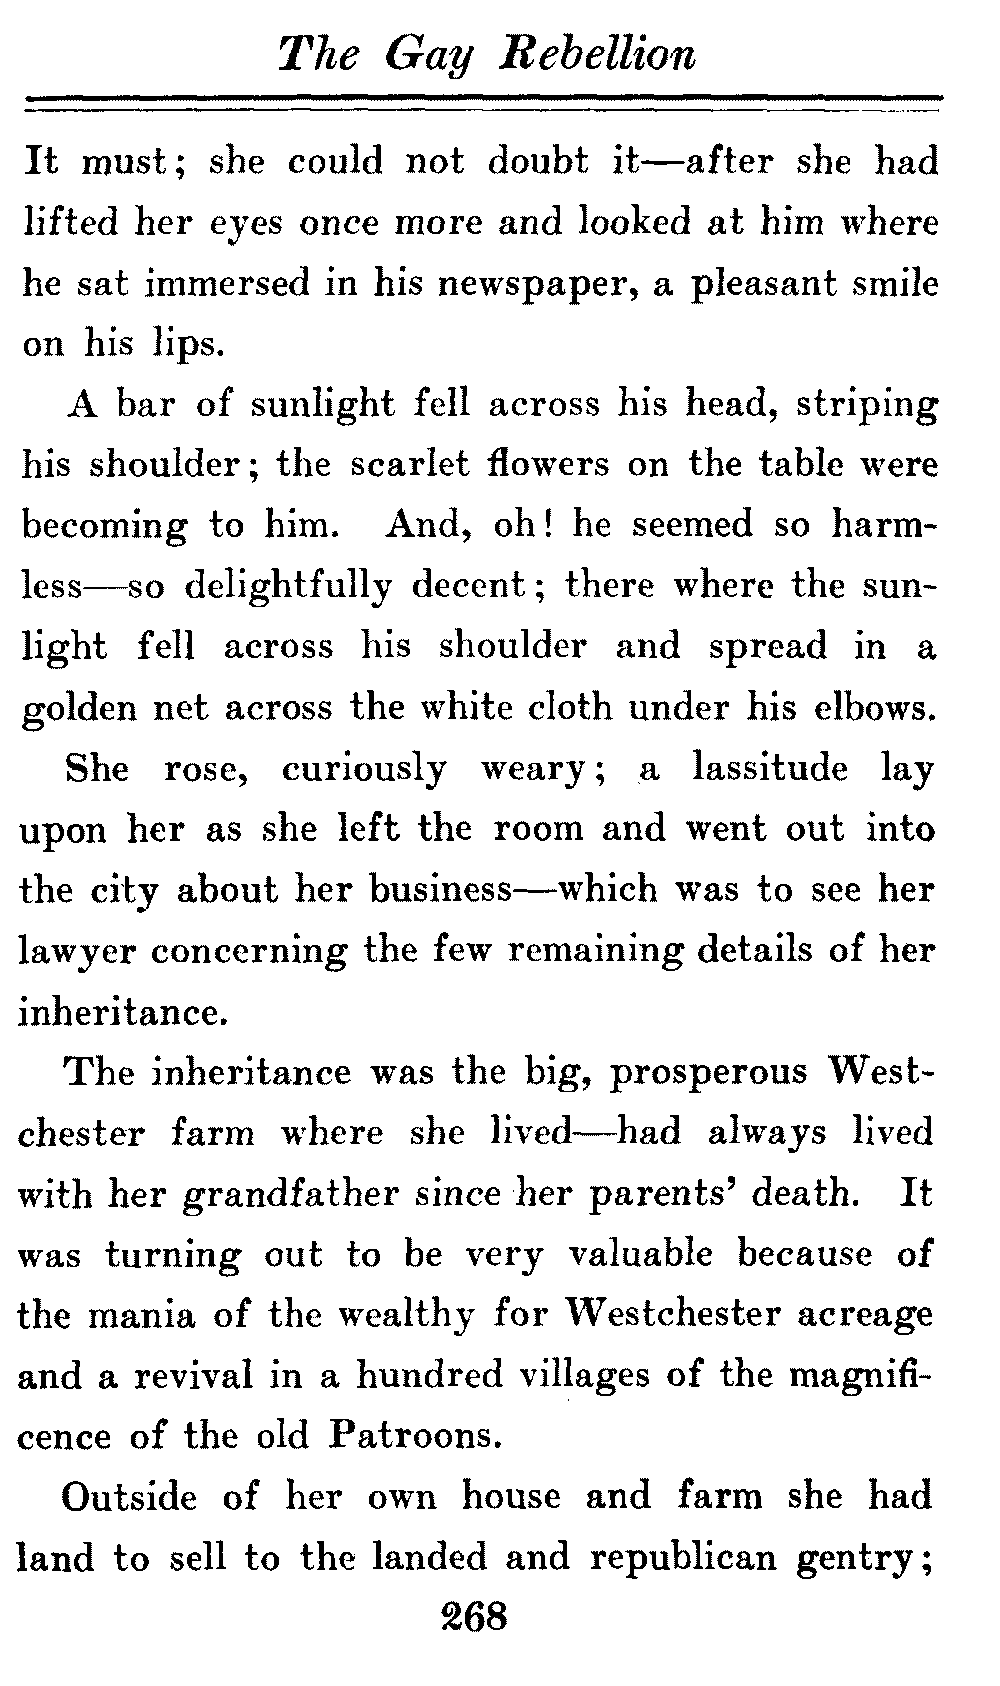 The Gay Rebellion
It must; she could not doubt it—after she had
lifted her eyes once more and looked at him where
he sat immersed in his newspaper, a pleasant smile
on his lips.
A bar of sunlight fell across his head, striping
his shoulder; the scarlet flowers on the table were
becoming to him. And, oh! he seemed so harm-
less—so delightfully decent; there where the sun-
light fell across his shoulder and spread in a
golden net across the white cloth under his elbows.
She rose, curiously weary; a lassitude lay
upon her as she left the room and went out into
the city about her business—which was to see her
lawyer concerning the few remaining details of her
inheritance.
The inheritance was the big, prosperous West-
chester farm where she lived—had always lived
with her grandfather since her parents' death. It
was turning out to be very valuable because of
the mania of the wealthy for Westchester acreage
and a revival in a hundred villages of the magnifi-
cence of the old Patroons.
Outside of her own house and farm she had
land to sell to the landed and republican gentry;
268